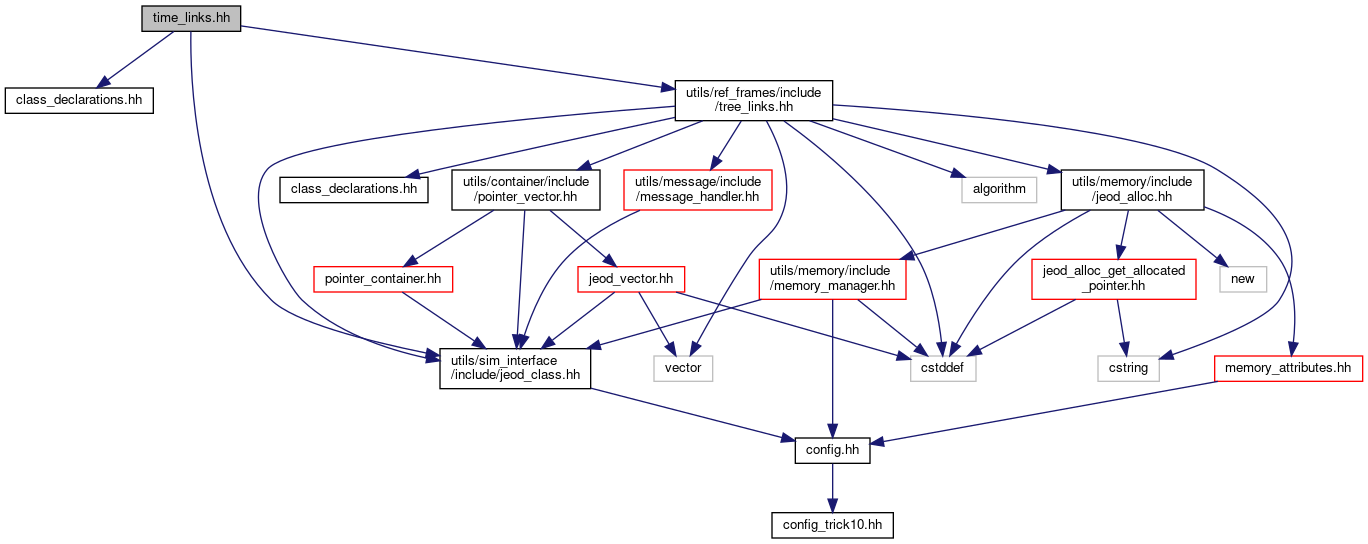 time_links.hh
class_declarations.hh
utils/ref_frames/include
/tree_links.hh
class_declarations.hh
utils/container/include
/pointer_vector.hh
utils/message/include
/message_handler.hh
algorithm
utils/memory/include
/jeod_alloc.hh
pointer_container.hh
jeod_vector.hh
utils/memory/include
/memory_manager.hh
jeod_alloc_get_allocated
_pointer.hh
new
utils/sim_interface
/include/jeod_class.hh
vector
cstddef
cstring
memory_attributes.hh
config.hh
config_trick10.hh